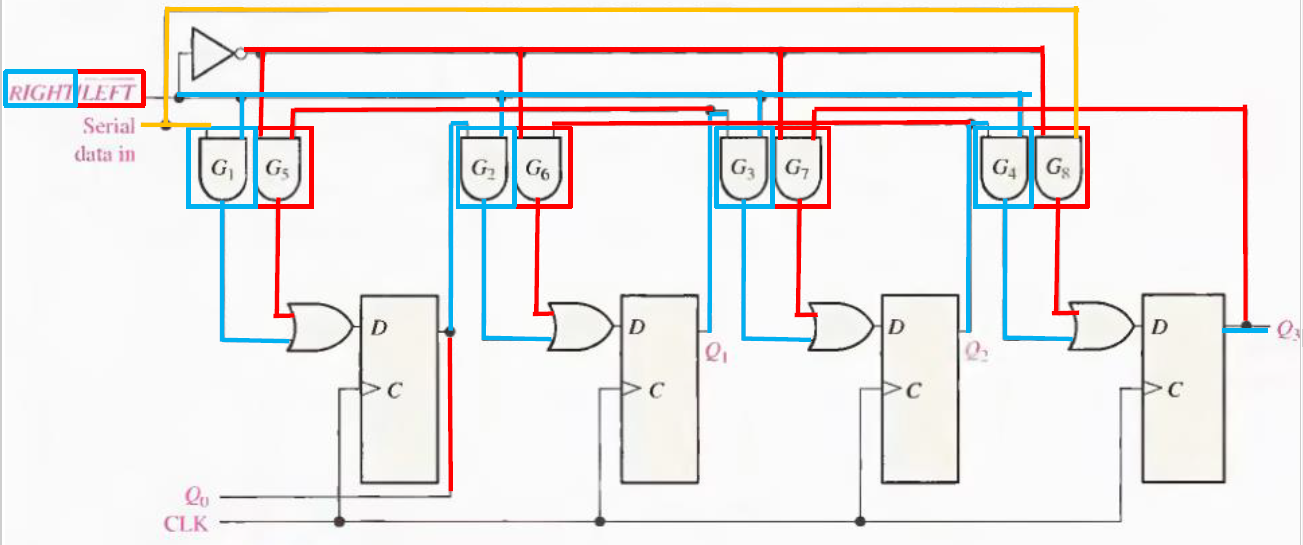 RIGHT/LEFT
Serial
data in
G1 G5 G2 G6 G3 G7 G4 G8
D D D D
Q1 Q2 Q3
C C C C
Q0
CLK